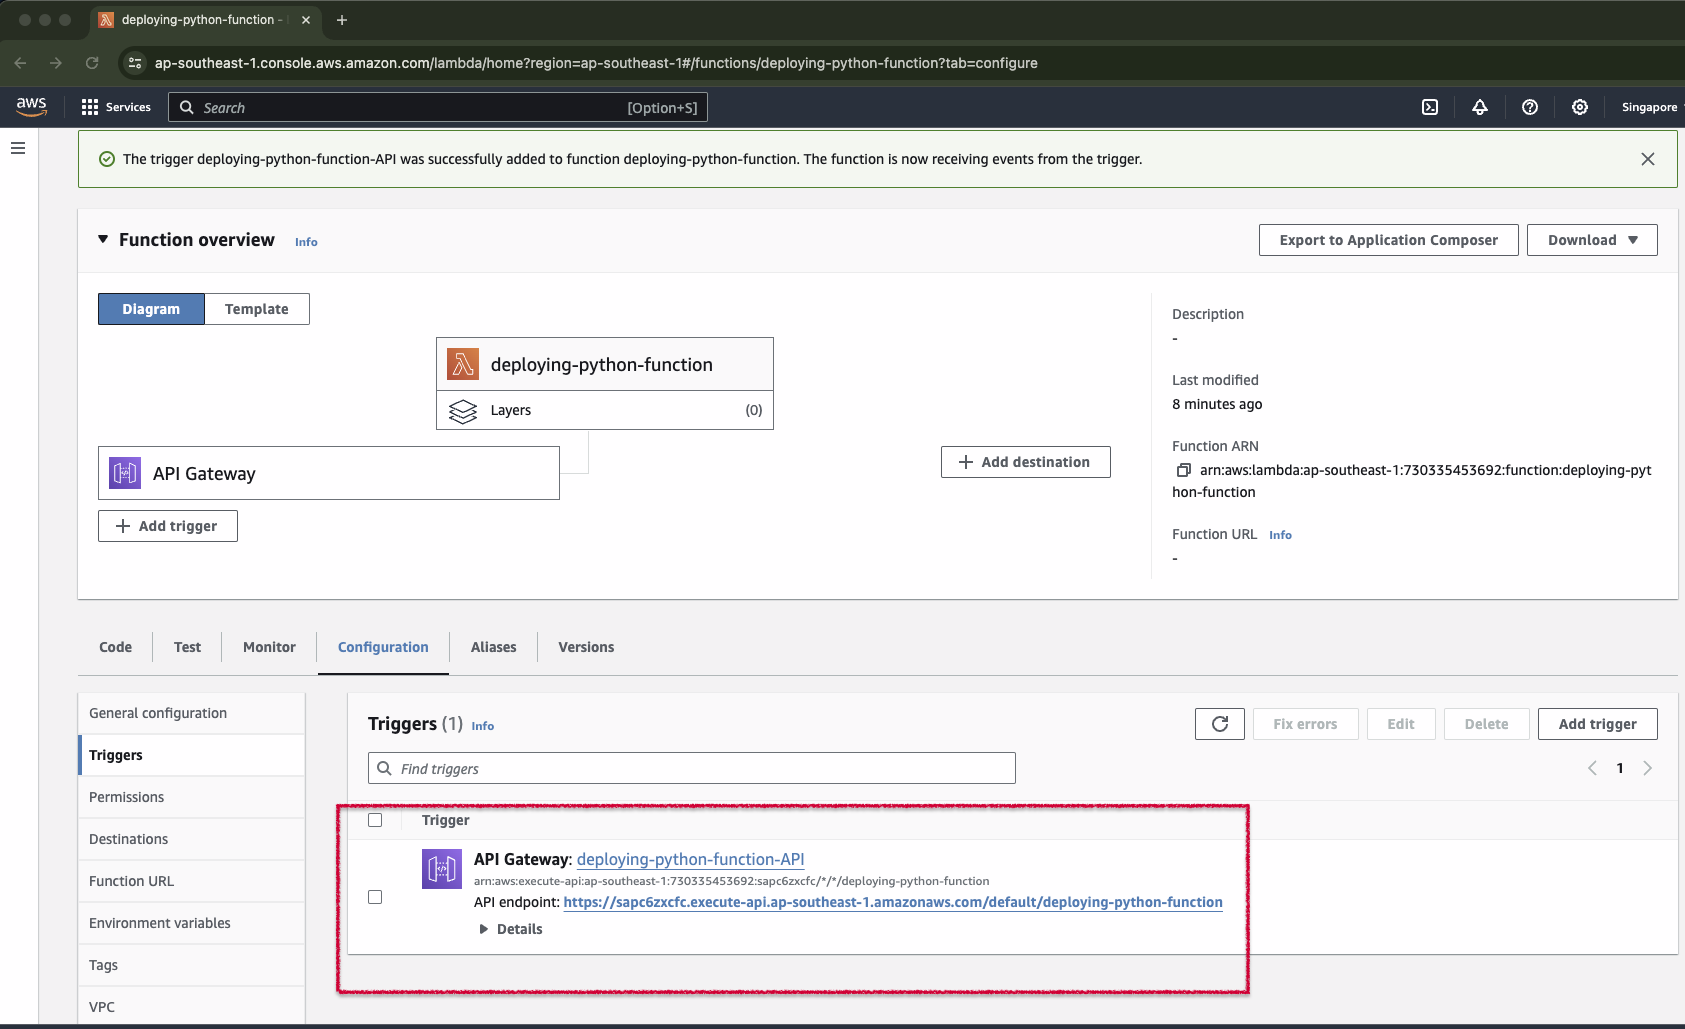 deploying-python-function -
ap-southeast-1.console.aws.amazon.com/lambda/home?region=ap-southeast-1#/functions/deploying-python-function?tab=configure
aws
Services
Search
[Option+S]
Singapore
The trigger deploying-python-function-API was successfully added to function deploying-python-function. The function is now receiving events from the trigger.
Function overview Info
Export to Application Composer
Download
Diagram
Template
deploying-python-function
Layers (0)
API Gateway
Add trigger
Add destination
Description
-
Last modified
8 minutes ago
Function ARN
arn:aws:lambda:ap-southeast-1:730335453692:function:deploying-pyt
hon-function
Function URL Info
-
Code
Test
Monitor
Configuration
Aliases
Versions
General configuration
Triggers
Permissions
Destinations
Function URL
Environment variables
Tags
VPC
Triggers (1) Info
Fix errors
Edit
Delete
Add trigger
Find triggers
1
Trigger
API Gateway: deploying-python-function-API
arn:aws:execute-api:ap-southeast-1:730335453692:sapc6zxcfc/*/*/deploying-python-function
API endpoint: https://sapc6zxcfc.execute-api.ap-southeast-1.amazonaws.com/default/deploying-python-function
Details